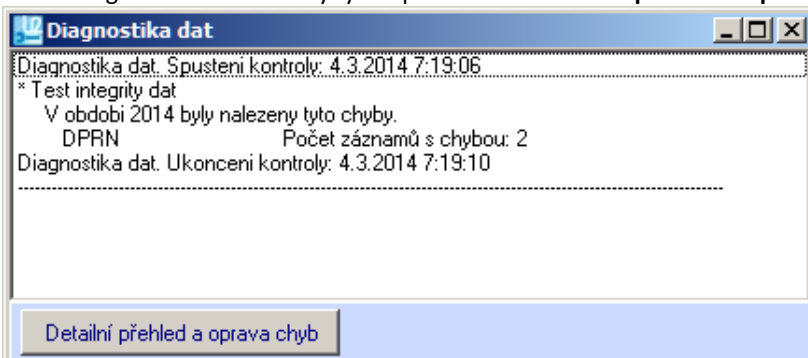 Diagnostika dat
Diagnostika dat. Spusteni kontroly: 4.3.2014 7:19:06
* Test integrity dat
V obdobi 2014 byly nalezeny tyto chyby.
DPRN Počet záznamů s chybou: 2
Diagnostika dat. Ukonceni kontroly: 4.3.2014 7:19:10
--------------------------------------------------------------------------------
Detailní přehled a oprava chyb